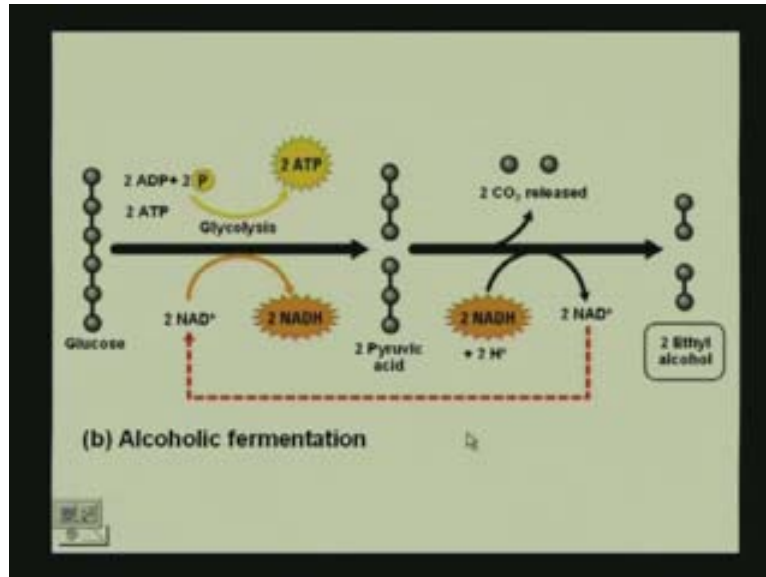 2 ADP+ 2 P
2 ATP
2 ATP
Glycolysis
2 CO₂ released
Glucose
2 NAD⁺
2 NADH
2 Pyruvic
acid
2 NADH
+ 2 H⁺
2 NAD⁺
2 Ethyl
alcohol
(b) Alcoholic fermentation